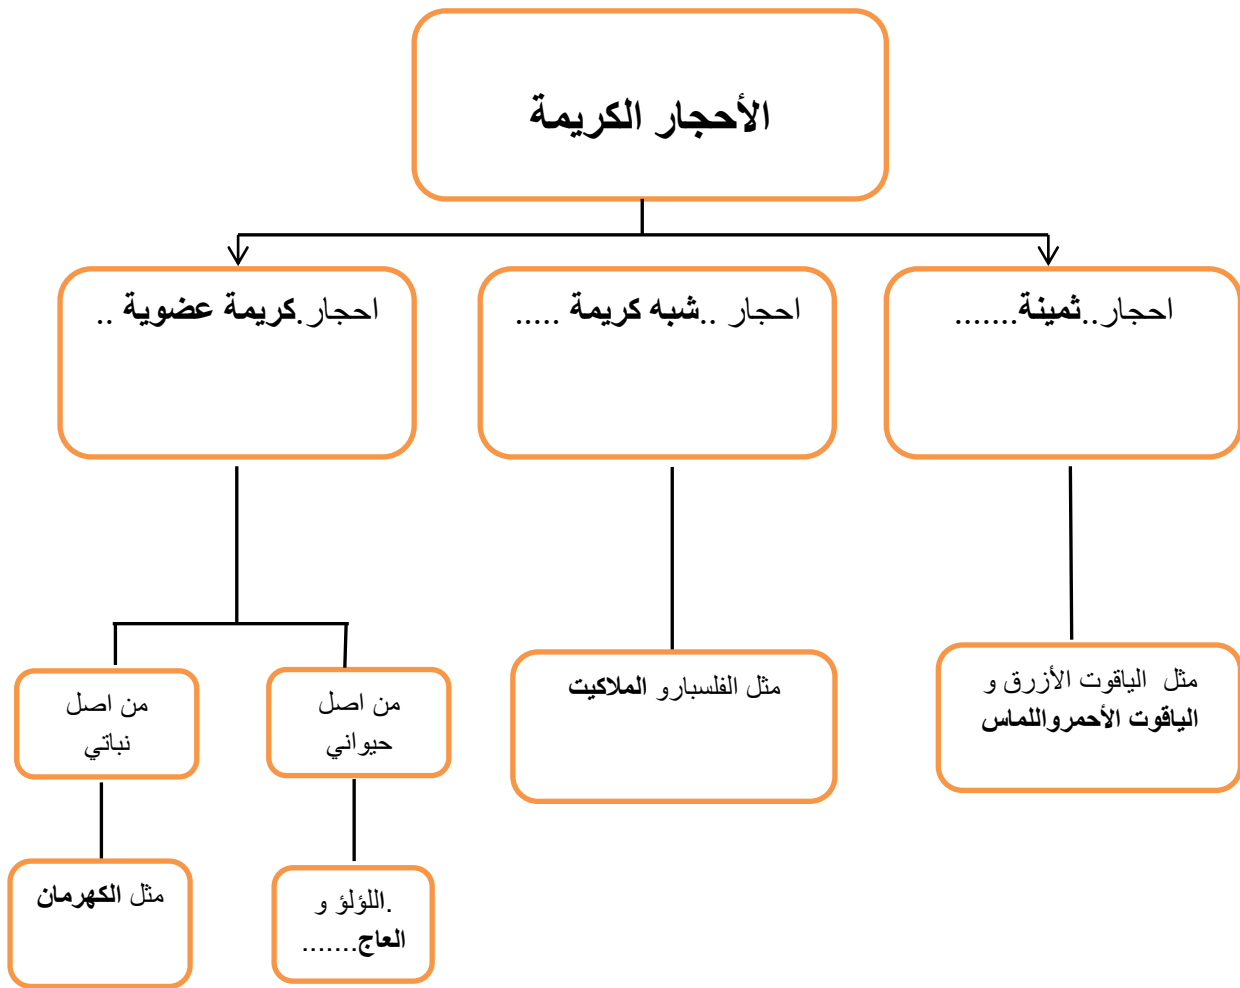 الأحجار الكريمة
احجار..ثمينة.......
احجار ..شبه كريمة .....
احجار.كريمة عضوية ..
مثل الياقوت الأزرق و
الياقوت الأحمرواللماس
مثل الفلسبارو الملاكيت
من اصل
حيواني
من اصل
نباتي
.اللؤلؤ و
العاج.......
مثل الكهرمان